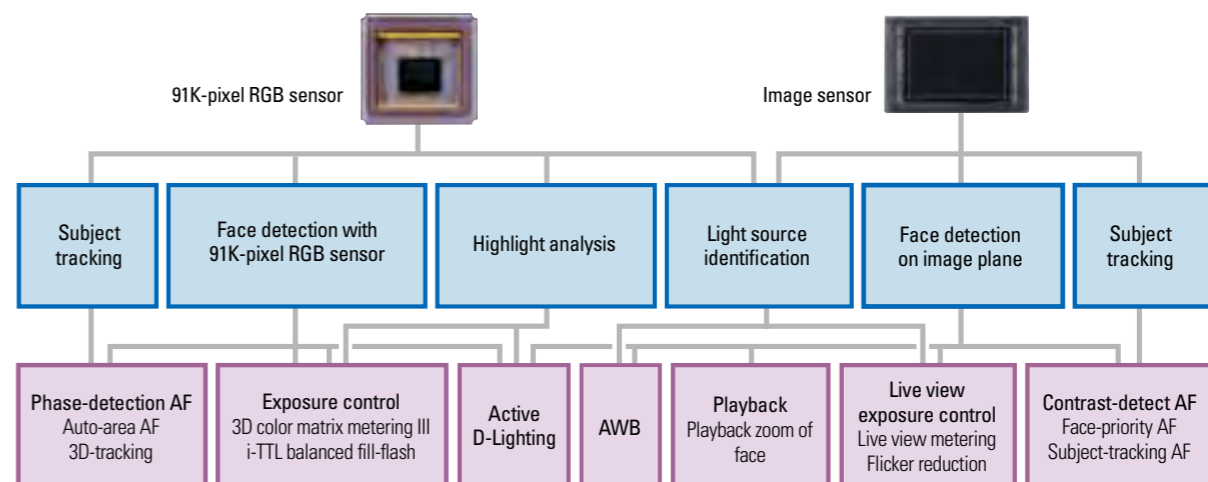 91K-pixel RGB sensor
Image sensor
Subject
tracking
Face detection with
91K-pixel RGB sensor
Highlight analysis
Light source
identification
Face detection
on image plane
Subject
tracking
Phase-detection AF
Auto-area AF
3D-tracking
Exposure control
3D color matrix metering III
i-TTL balanced fill-flash
Active
D-Lighting
AWB
Playback
Playback zoom of
face
Live view
exposure control
Live view metering
Flicker reduction
Contrast-detect AF
Face-priority AF
Subject-tracking AF